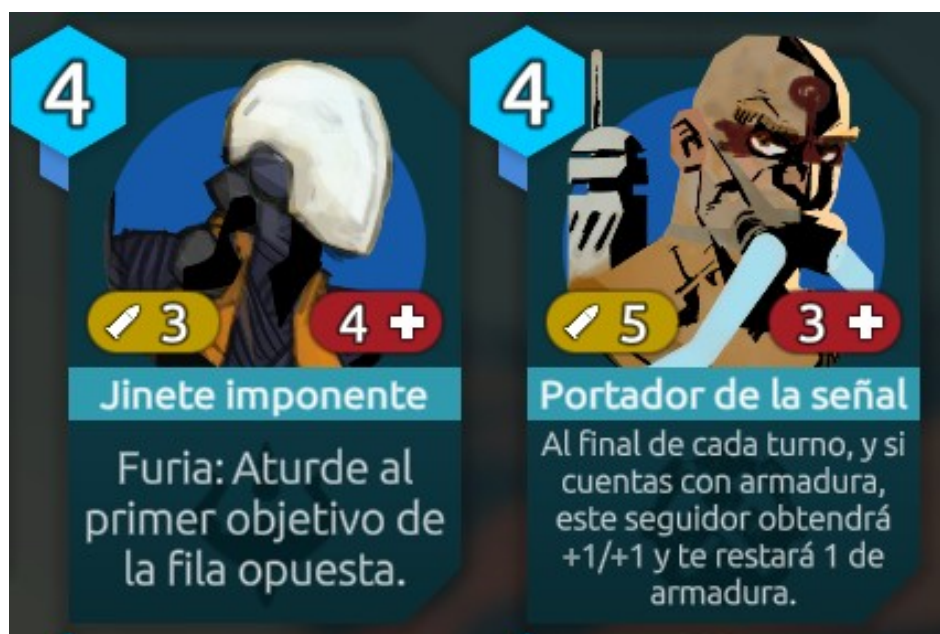 4
3
4
Jinete imponente
Furia: Aturde al
primer objetivo de
la fila opuesta.
4
5
3
Portador de la señal
Al final de cada turno, y si
cuentas con armadura,
este seguidor obtendrá
+1/+1 y te restará 1 de
armadura.